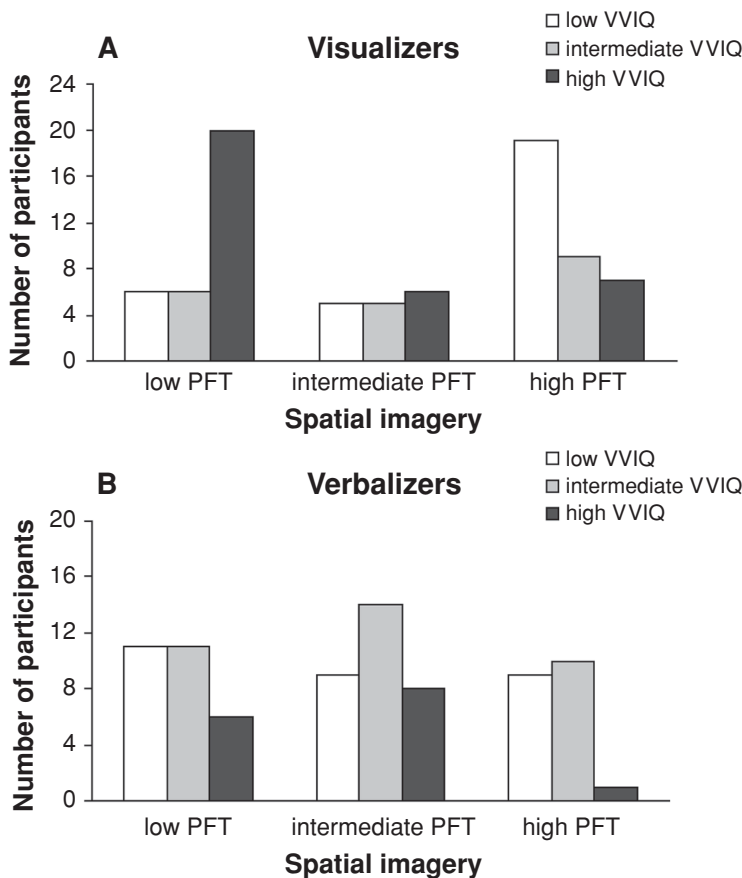 A
Visualizers
low VVIQ
intermediate VVIQ
high VVIQ
Number of participants
24
20
16
12
8
4
0
low PFT
intermediate PFT
high PFT
Spatial imagery
B
Verbalizers
low VVIQ
intermediate VVIQ
high VVIQ
Number of participants
20
16
12
8
4
0
low PFT
intermediate PFT
high PFT
Spatial imagery